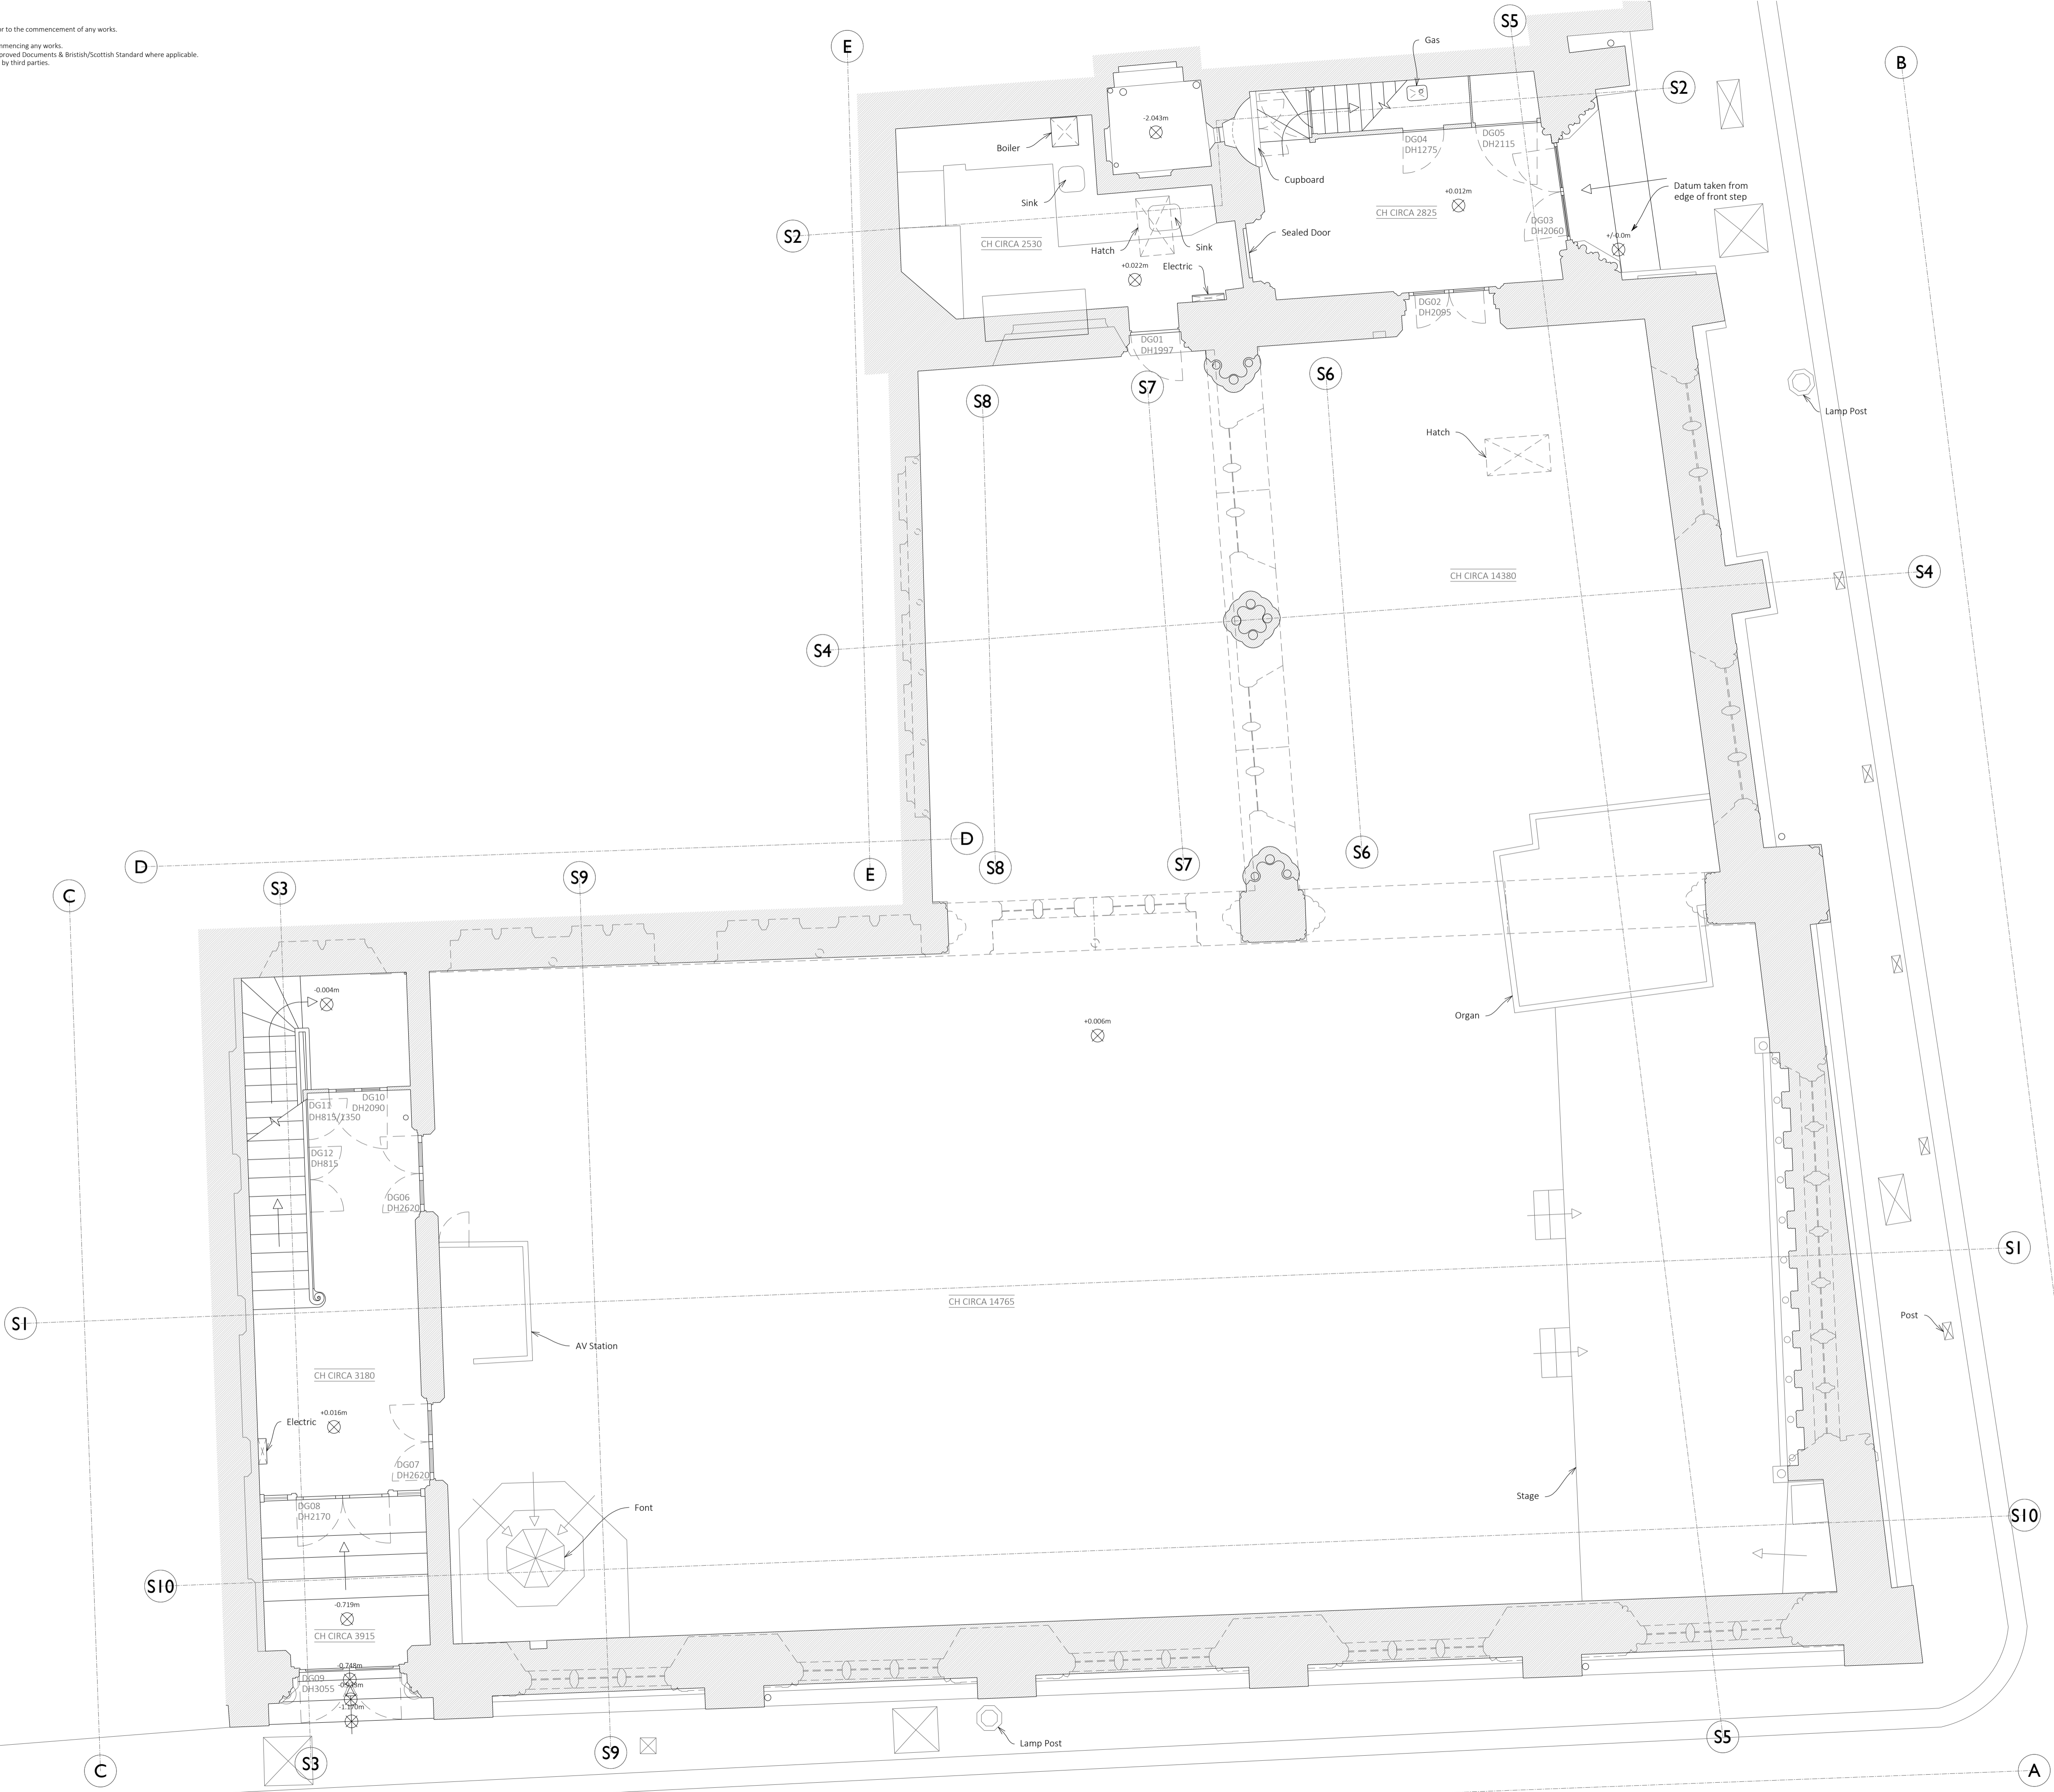 r to the commencement of any works.
mmencing any works.
proved Documents & Bristish/Scottish Standard where applicable.
by third parties.
E
S5
B
Gas
S2
-2.043m
Boiler
DG04
DH1275
DG05
DH2115
Cupboard
+0.012m
Datum taken from
edge of front step
Sink
CH CIRCA 2825
DG03
DH2060
S2
CH CIRCA 2530
Hatch
Sink
Sealed Door
+/-0.0m
+0.022m
Electric
DG02
DH2095
DG01
DH1997
S8
S7
S6
Lamp Post
Hatch
CH CIRCA 14380
S4
S4
D
D
S8
S7
S6
E
C
S3
S9
-0.004m
+0.006m
Organ
DG11
DH815/1350
DG10
DH2090
DG12
DH815
DG06
DH2620
S1
S1
CH CIRCA 14765
Post
AV Station
CH CIRCA 3180
+0.016m
Electric
DG07
DH2620
DG08
DH2170
Font
Stage
S10
S10
-0.719m
CH CIRCA 3915
-0.748m
DG09
DH3055
S5
Lamp Post
S3
S9
C
A